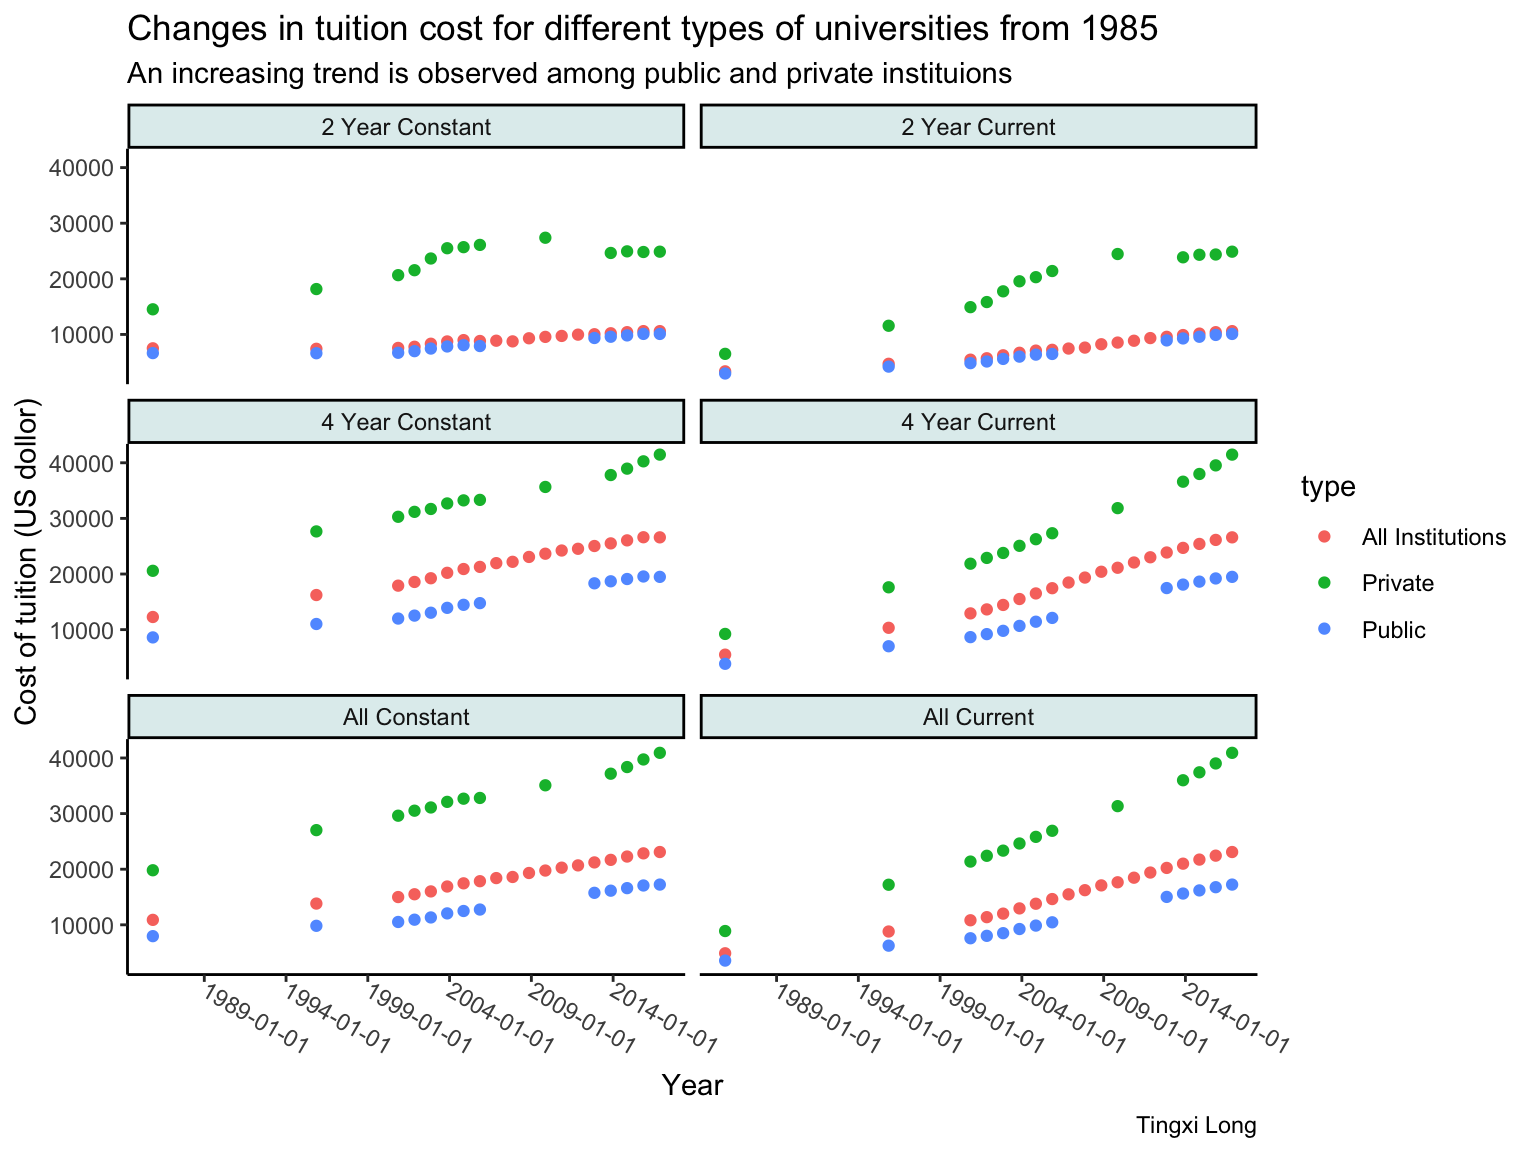 Changes in tuition cost for different types of universities from 1985
An increasing trend is observed among public and private instituions
2 Year Constant
2 Year Current
40000
30000
20000
10000
4 Year Constant
4 Year Current
40000
30000
20000
10000
All Constant
All Current
40000
30000
20000
10000
Cost of tuition (US dollor)
1989-01-01
1994-01-01
1999-01-01
2004-01-01
2009-01-01
2014-01-01
1989-01-01
1994-01-01
1999-01-01
2004-01-01
2009-01-01
2014-01-01
Year
type
All Institutions
Private
Public
Tingxi Long